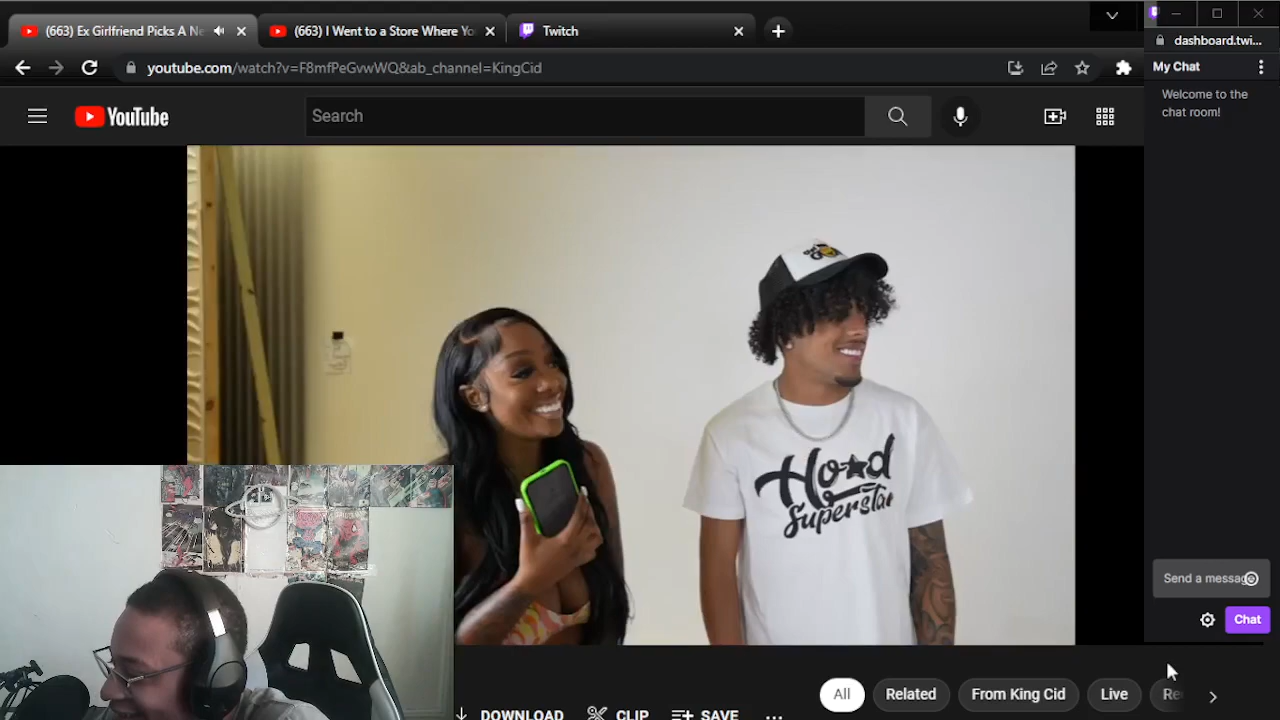 (663) Ex Girlfriend Picks A Ne
(663) I Went to a Store Where Yo
Twitch
dashboard.twi...
youtube.com/watch?v=F8mfPeGvwWQ&ab_channel=KingCid
My Chat
YouTube
Search
Welcome to the
chat room!
Hood
Superstar
Send a message
Chat
All
Related
From King Cid
Live
Re
DOWNLOAD
CLIP
SAVE